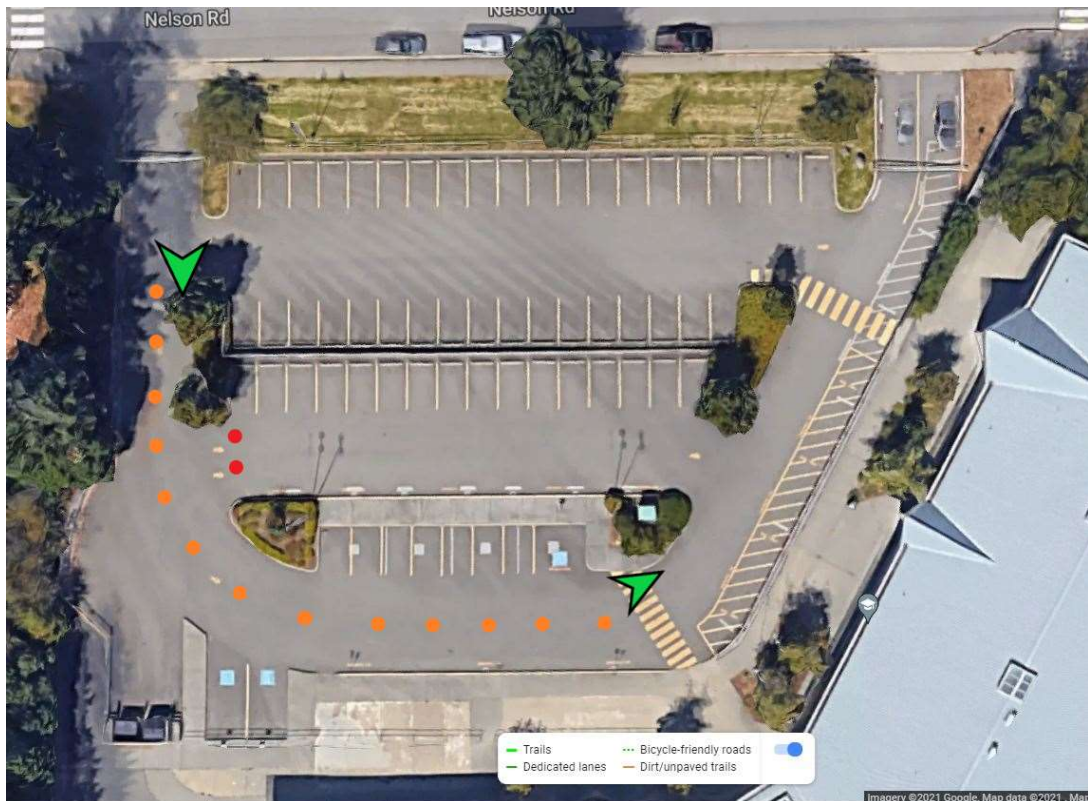 Nelson Rd
Nelson Rd
Trails
Bicycle-friendly roads
Dedicated lanes
Dirt/unpaved trails
Imagery ©2021 Google, Map data ©2021 , Map